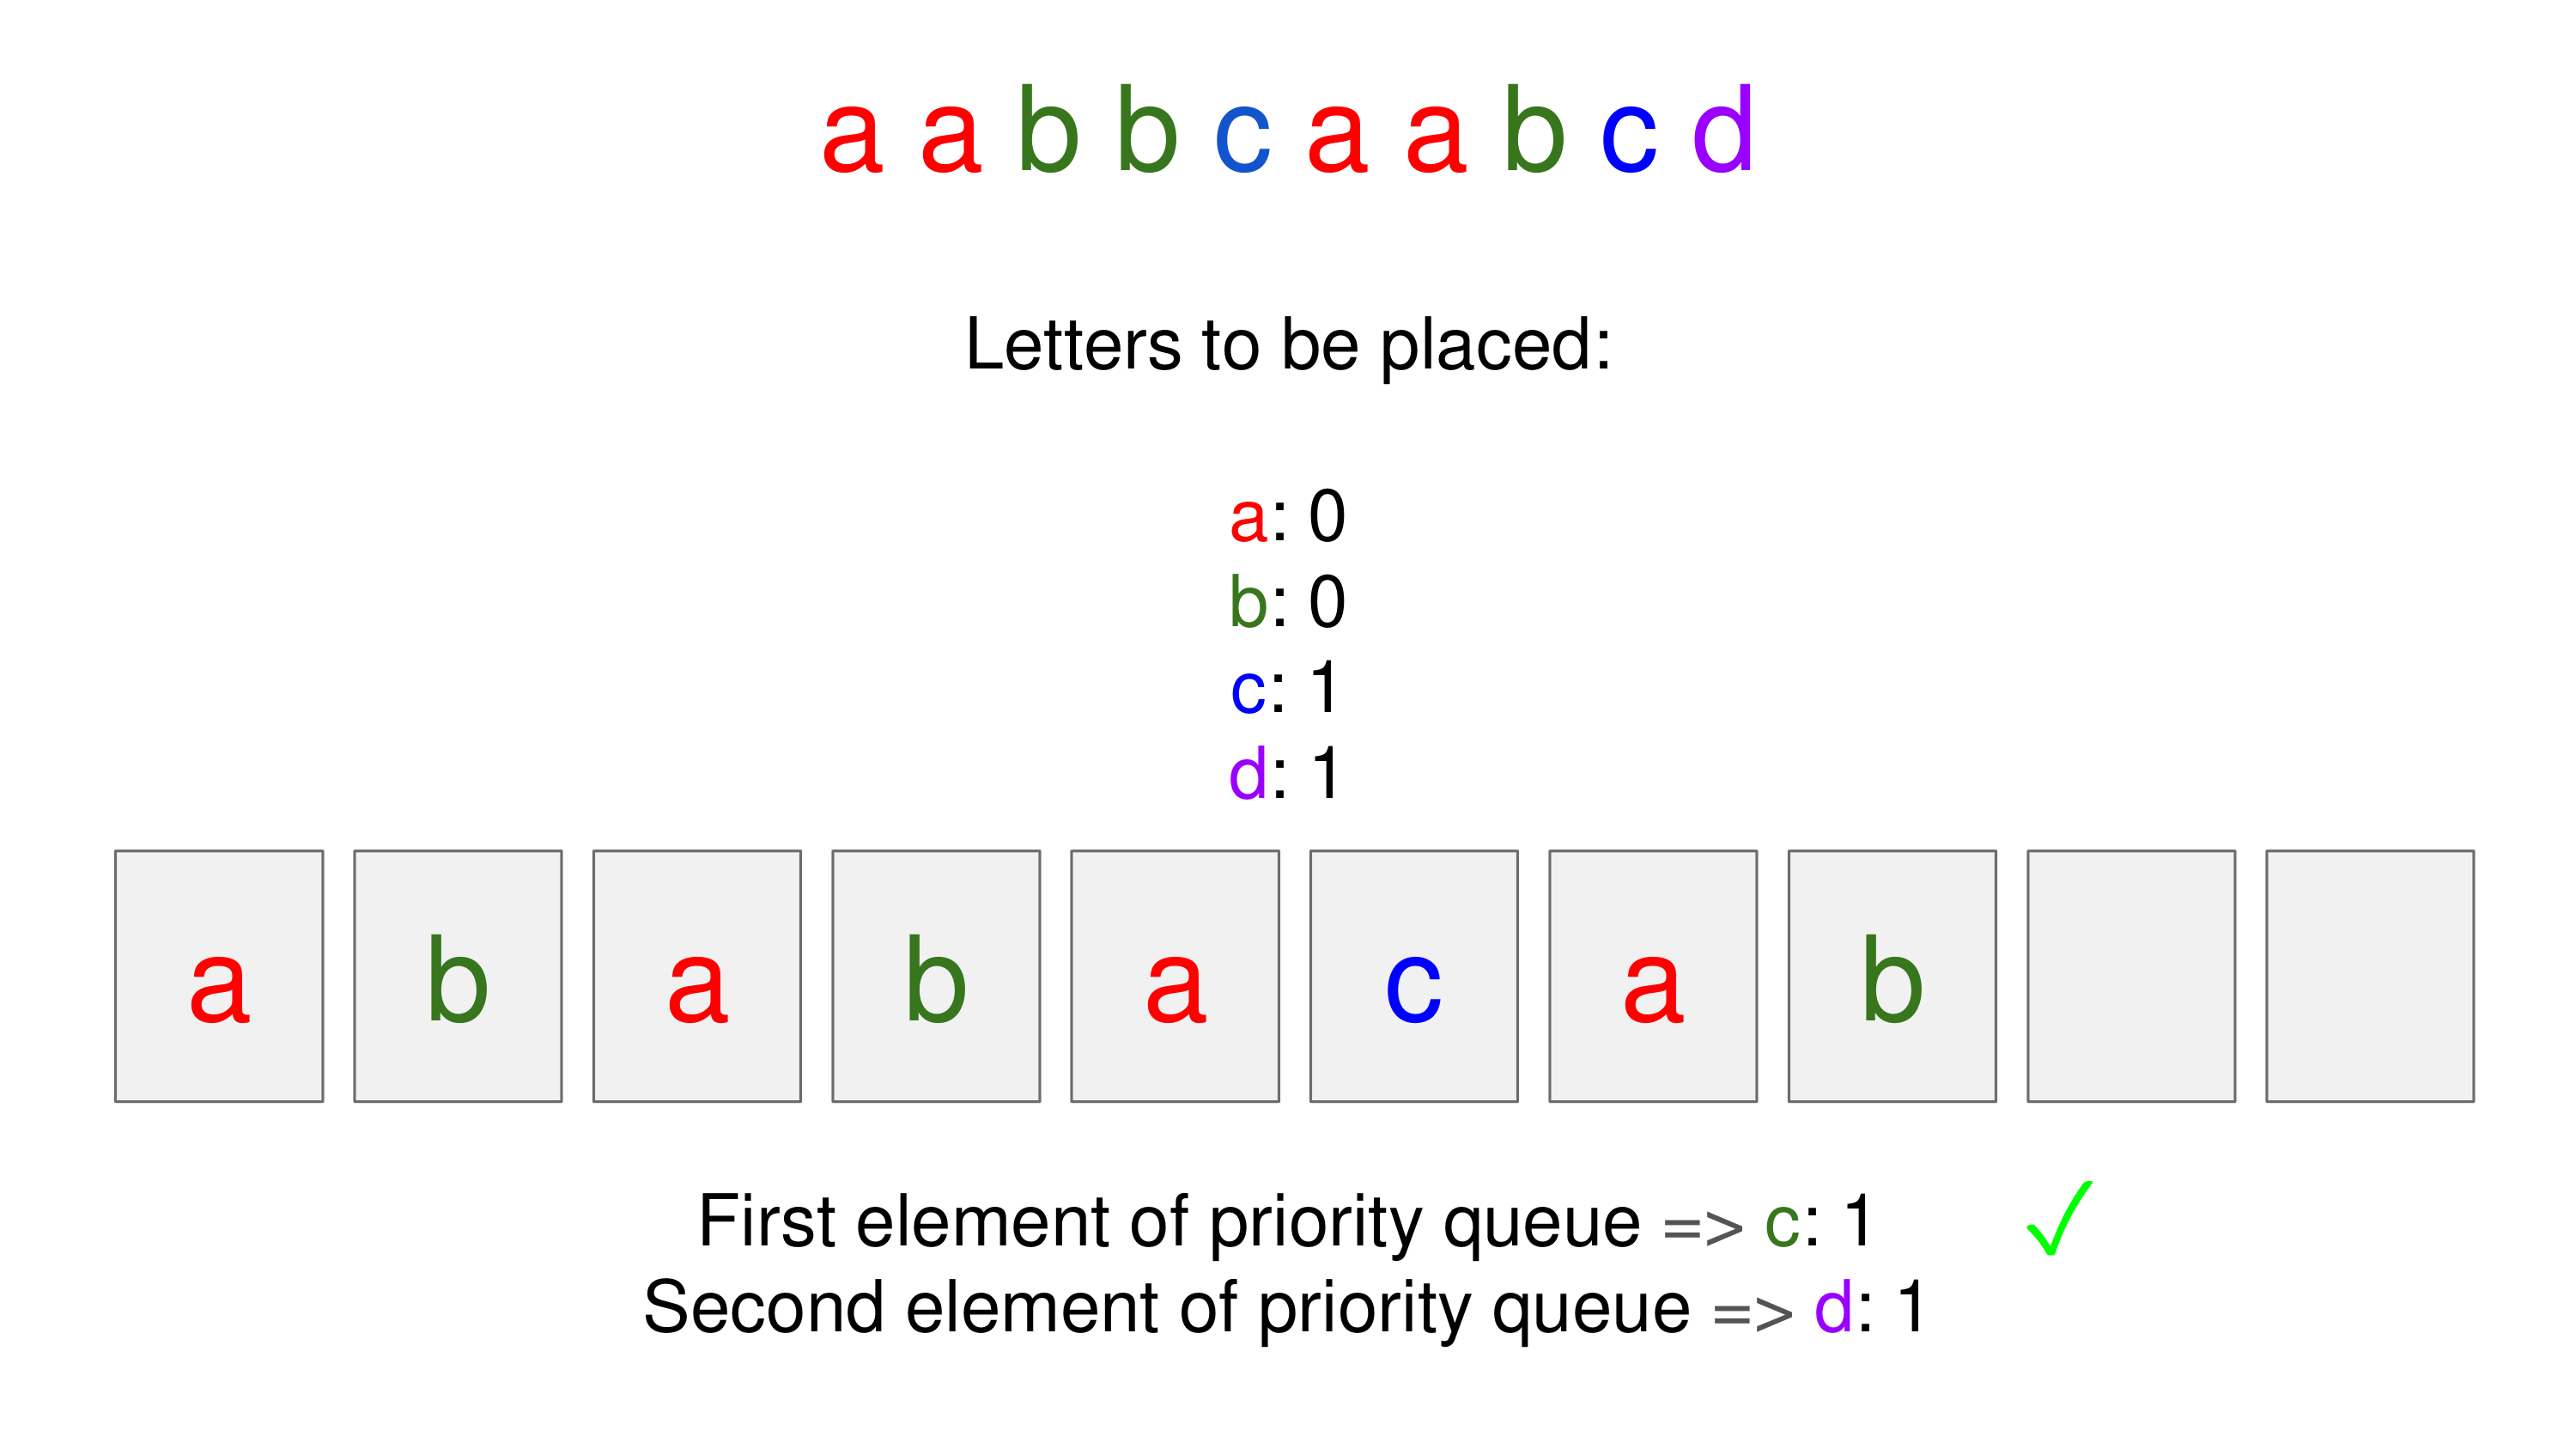 a a b b c a a b c d
Letters to be placed:
a: 0
b: 0
c: 1
d: 1
a b a b a c a b
First element of priority queue => c: 1 ✓
Second element of priority queue => d: 1